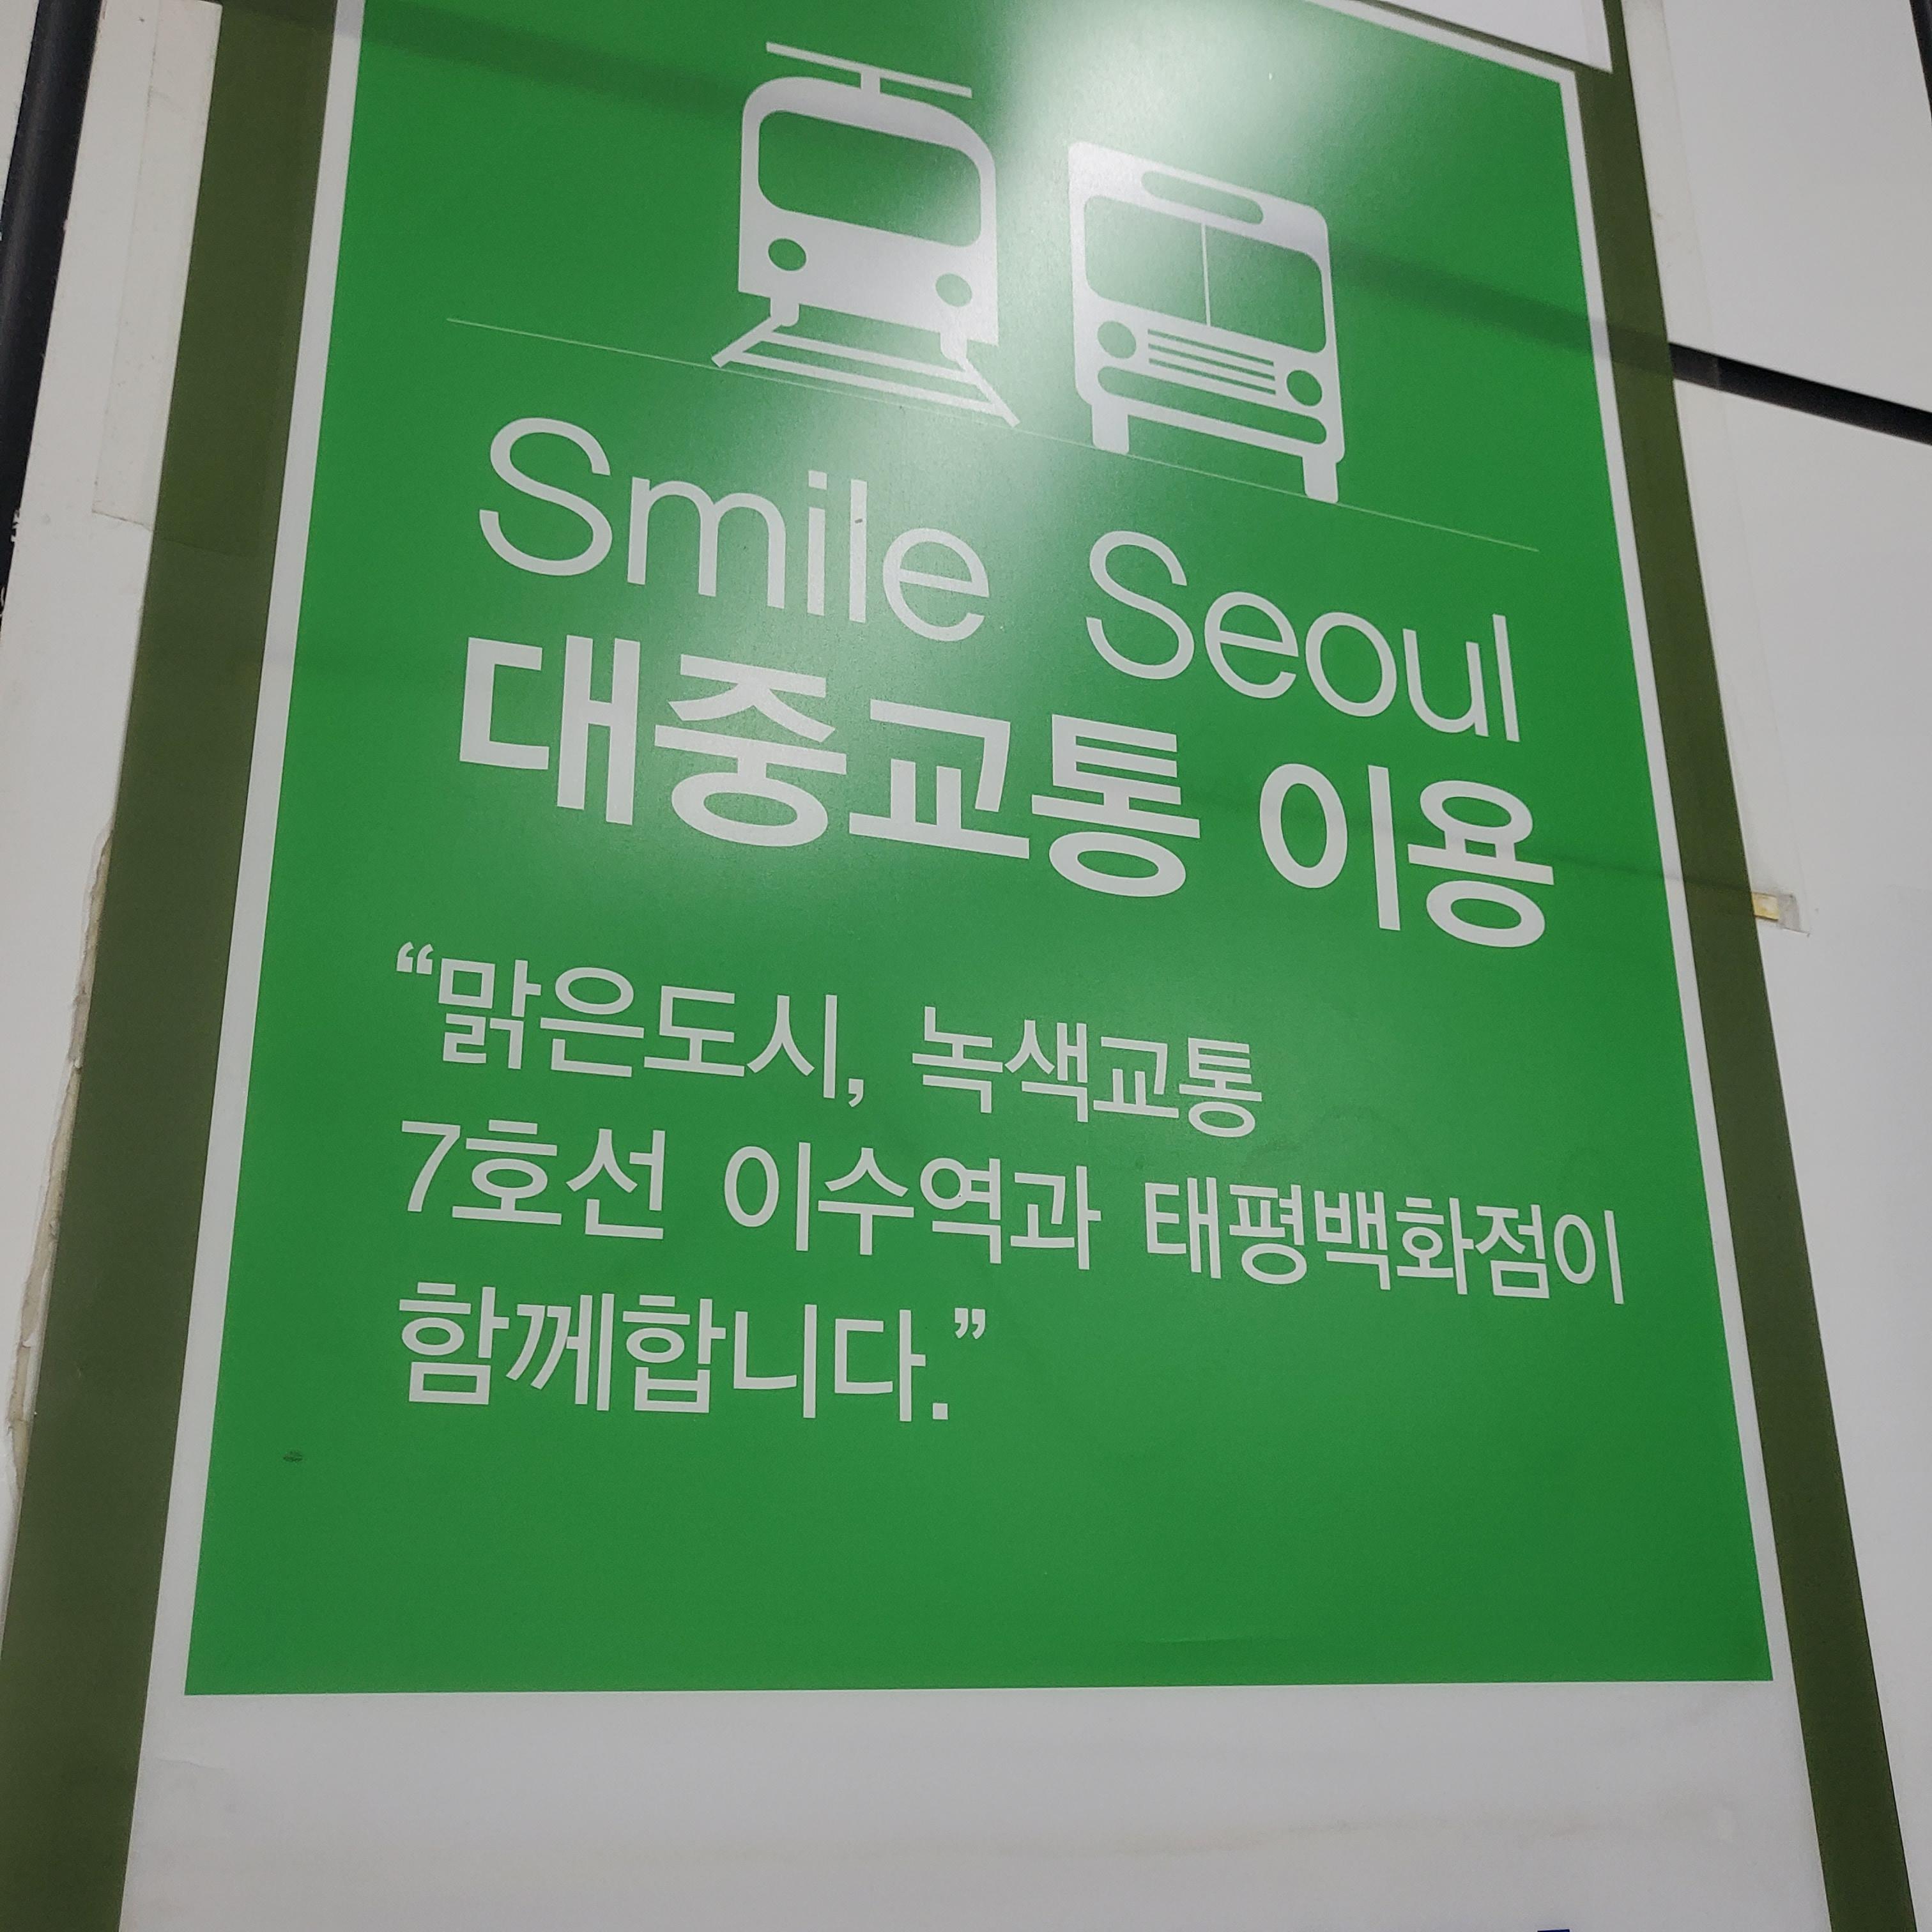 Smile Seoul
대중교통 이용
“맑은도시, 녹색교통
7호선 이수역과 태평백화점이
함께합니다.”